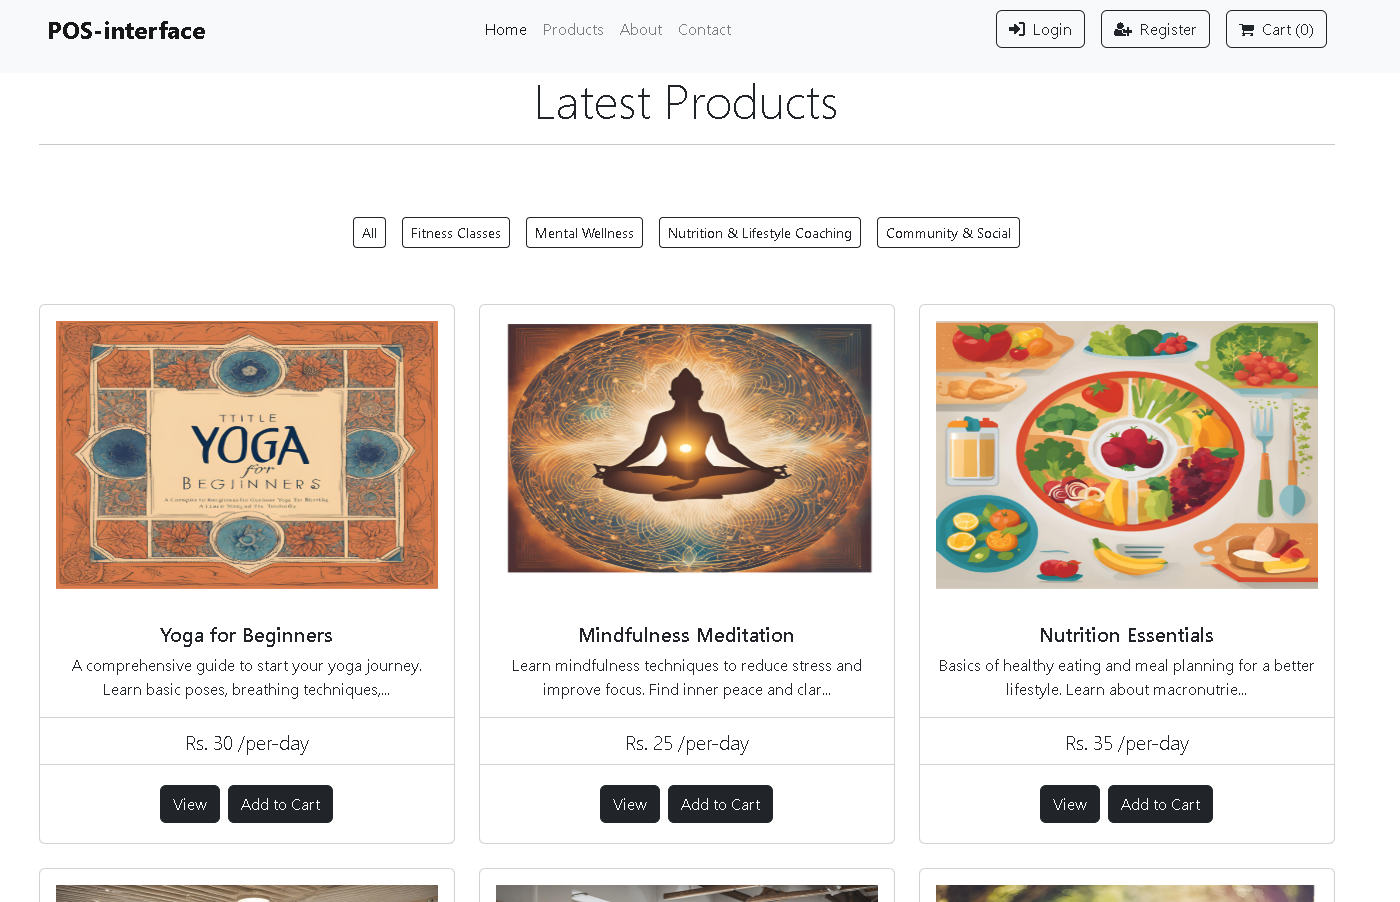 POS-interface
Home Products About Contact
Login Register Cart (0)
Latest Products
All Fitness Classes Mental Wellness Nutrition & Lifestyle Coaching Community & Social
TTITLE
YOGA
for
BEGINNERS
Yoga for Beginners
A comprehensive guide to start your yoga journey.
Learn basic poses, breathing techniques,...
Rs. 30 /per-day
View Add to Cart
Mindfulness Meditation
Learn mindfulness techniques to reduce stress and
improve focus. Find inner peace and clar...
Rs. 25 /per-day
View Add to Cart
Nutrition Essentials
Basics of healthy eating and meal planning for a better
lifestyle. Learn about macronutrie...
Rs. 35 /per-day
View Add to Cart